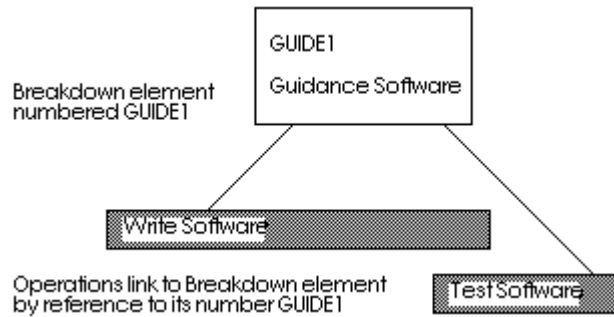 GUIDE1
Guidance Software
Breakdown element
numbered GUIDE1
Write Software
Operations link to Breakdown element
by reference to its number GUIDE1
Test Software